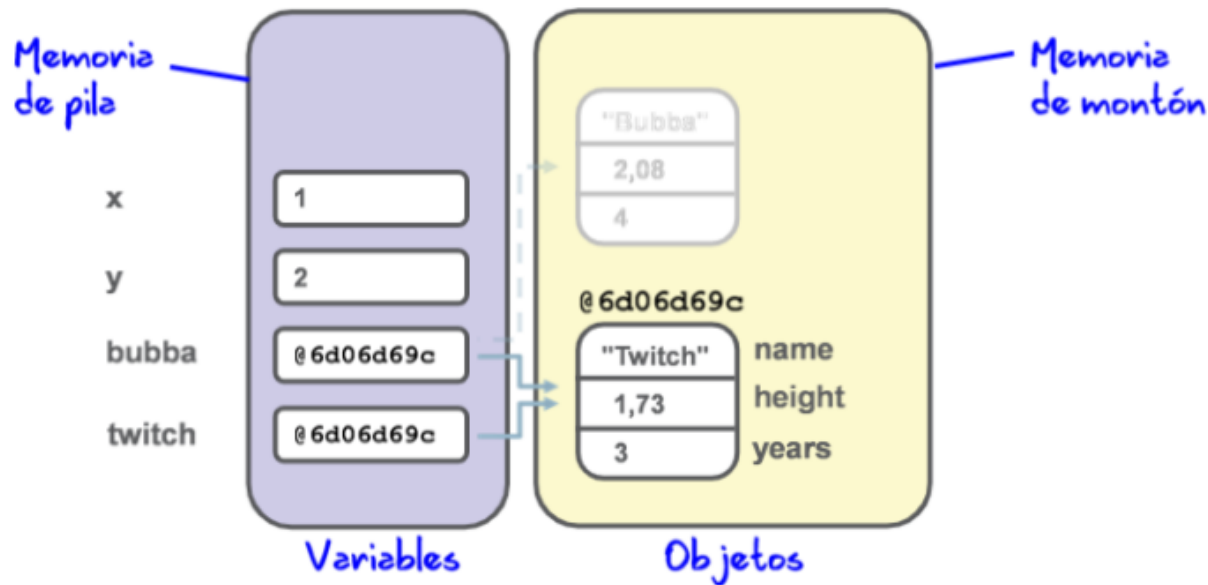 Memoria
de pila
Memoria
de montón
"Bubba"
2,08
4
x
1
y
2
@6d06d69c
bubba
@6d06d69c
"Twitch"
name
1,73
height
twitch
@6d06d69c
3
years
Variables
Objetos